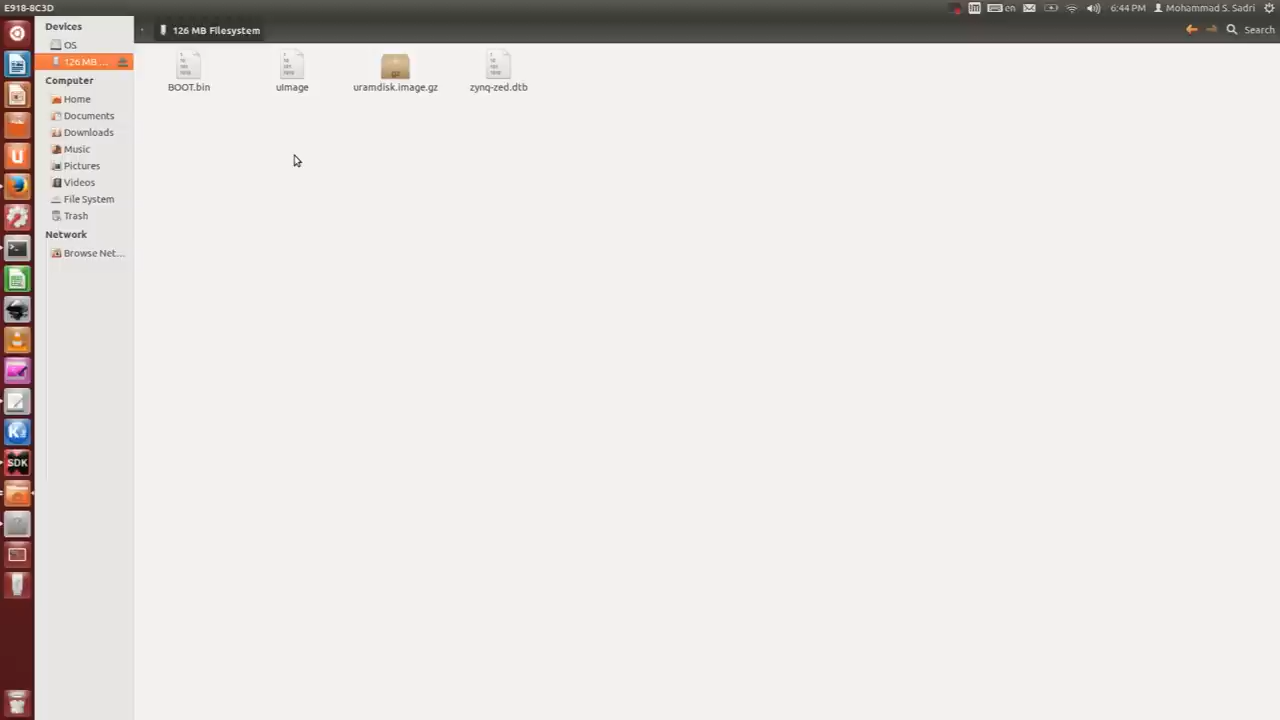 E918-8C3D
en
6:44 PM
Mohammad S. Sadri
126 MB Filesystem
Search
Devices
OS
126 MB ...
Computer
Home
Documents
Downloads
Music
Pictures
Videos
File System
Trash
Network
Browse Net...
BOOT.bin
uImage
uramdisk.image.gz
zynq-zed.dtb
gz
SDK